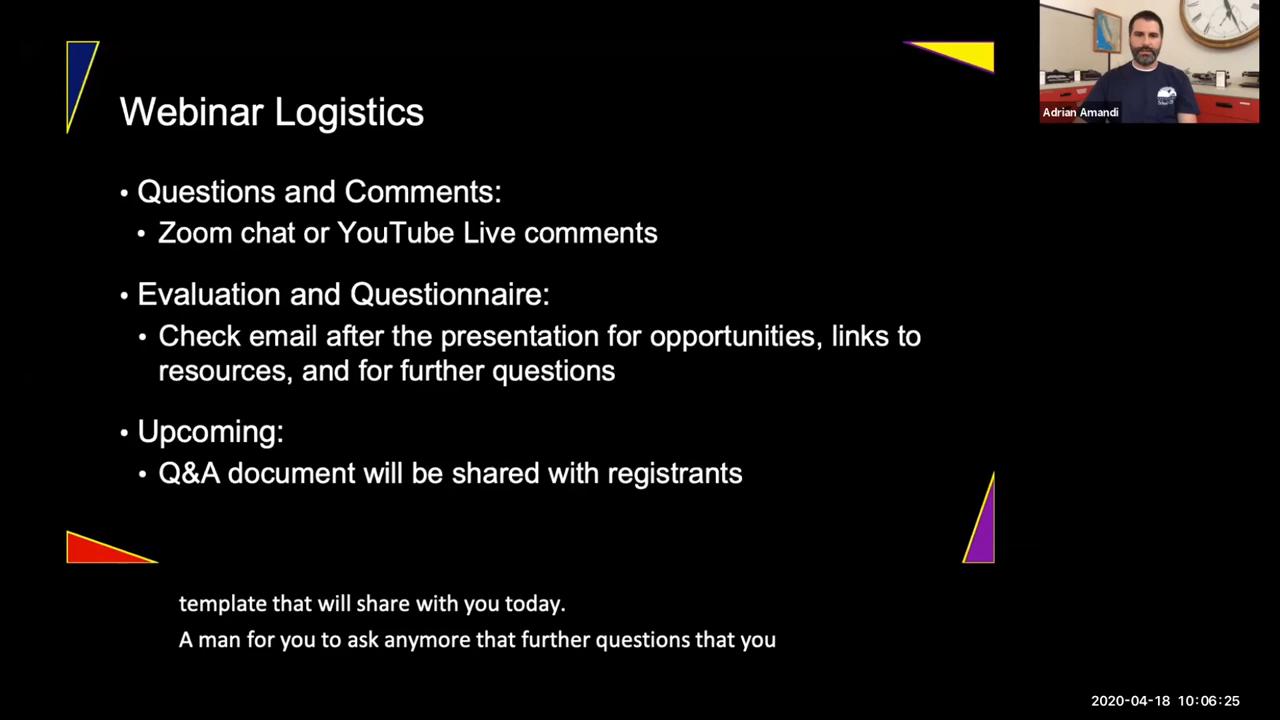 Webinar Logistics
Adrian Amandi
• Questions and Comments:
• Zoom chat or YouTube Live comments
• Evaluation and Questionnaire:
• Check email after the presentation for opportunities, links to
resources, and for further questions
• Upcoming:
• Q&A document will be shared with registrants
template that will share with you today.
A man for you to ask anymore that further questions that you
2020-04-18 10:06:25